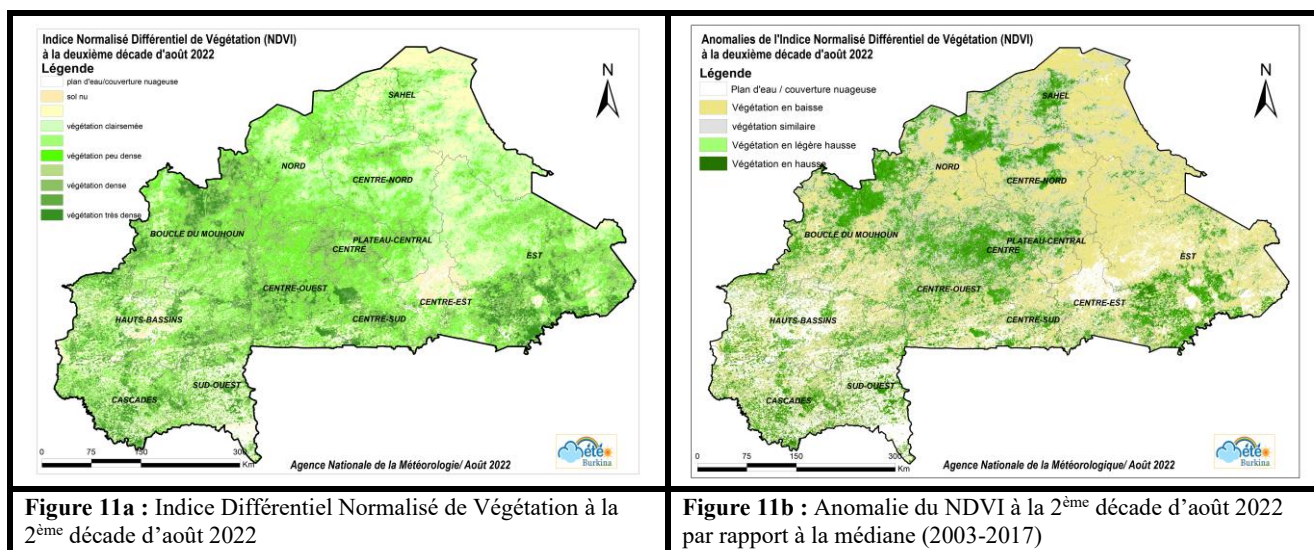 Indice Normalisé Différentiel de Végétation (NDVI)
à la deuxième décade d'août 2022
Légende
plan d'eau/couverture nuageuse
sol nu
végétation clairsemée
végétation peu dense
végétation dense
végétation très dense
N
SAHEL
NORD
CENTRE-NORD
BOUCLE DU MOUHOUN
PLATEAU-CENTRAL
CENTRE
EST
CENTRE-OUEST
CENTRE-EST
HAUTS-BASSINS
CENTRE-SUD
SUD-OUEST
CASCADES
0 75 150 300
Km
Agence Nationale de la Météorologie/ Août 2022
été
Burkina
Anomalies de l'Indice Normalisé Différentiel de Végétation (NDVI)
à la deuxième décade d'août 2022
Légende
Plan d'eau / couverture nuageuse
Végétation en baisse
végétation similaire
Végétation en légère hausse
Végétation en hausse
N
SAHEL
NORD
CENTRE-NORD
BOUCLE DU MOUHOUN
PLATEAU-CENTRAL
CENTRE
EST
CENTRE-OUEST
CENTRE-EST
HAUTS-BASSINS
CENTRE-SUD
SUD-OUEST
CASCADES
0 75 150 300
Km
Agence Nationale de la Météorologique/ Août 2022
été
Burkina
Figure 11a : Indice Différentiel Normalisé de Végétation à la
2ème décade d'août 2022
Figure 11b : Anomalie du NDVI à la 2ème décade d'août 2022
par rapport à la médiane (2003-2017)